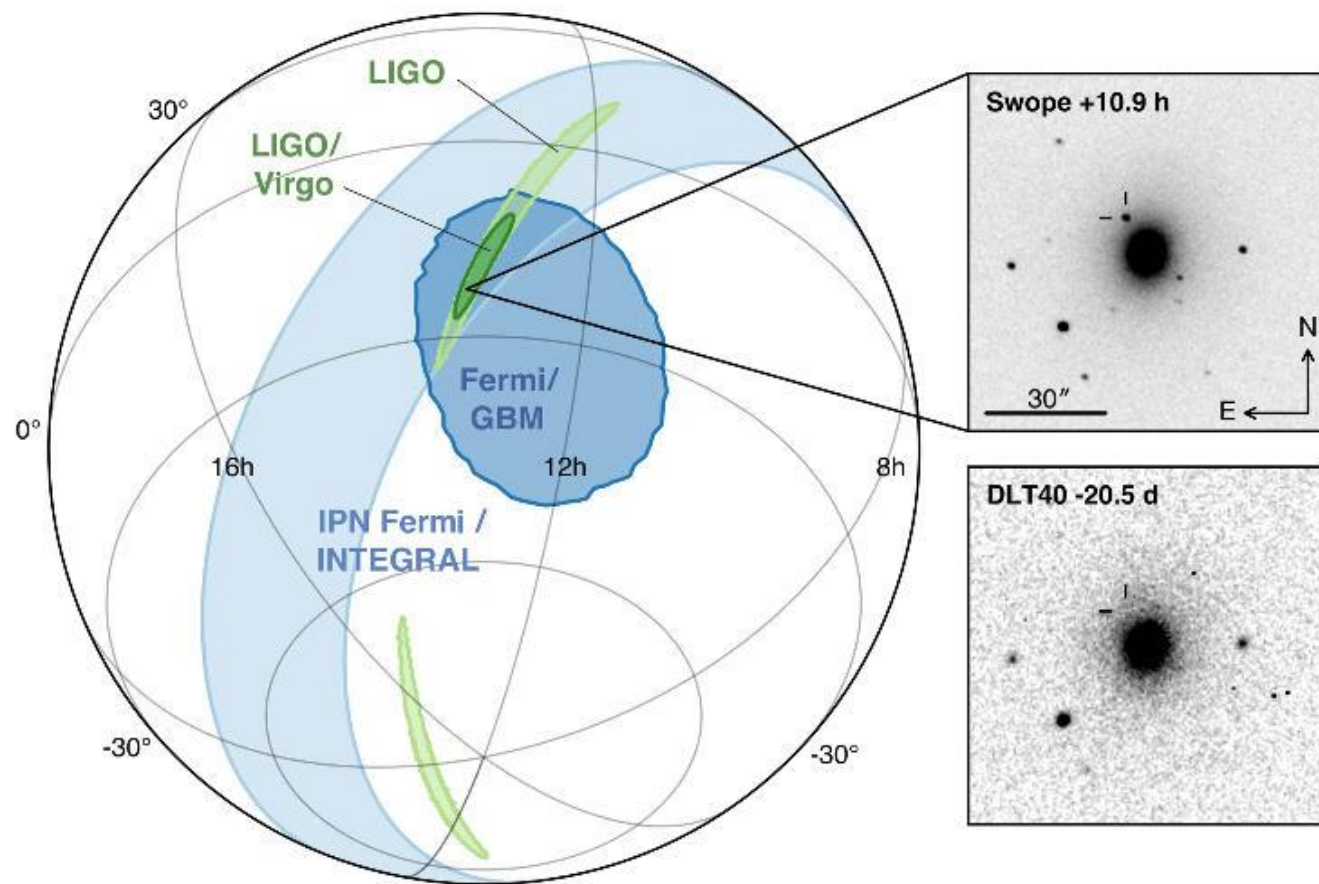 LIGO
30°
LIGO/
Virgo
Fermi/
GBM
0°
16h
12h
8h
IPN Fermi /
INTEGRAL
-30°
-30°
Swope +10.9 h
N
30″
E
DLT40 -20.5 d